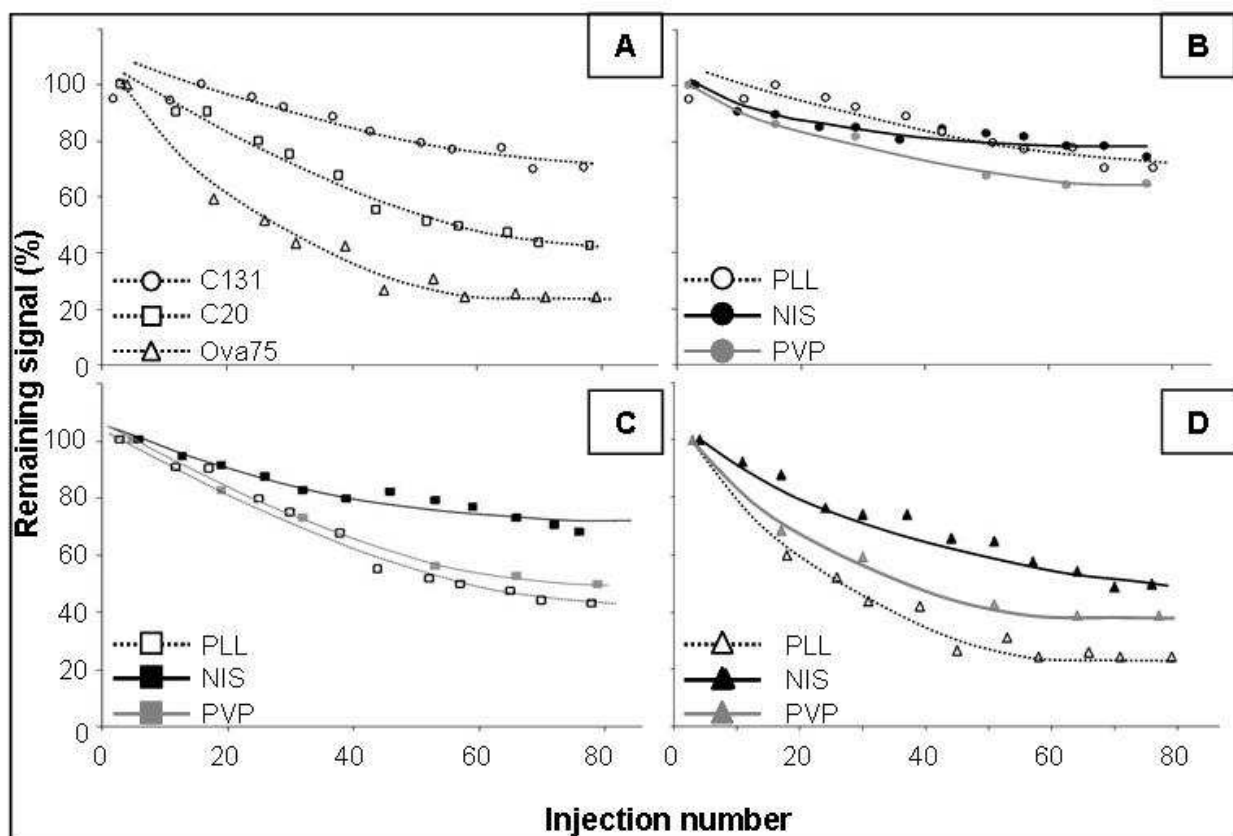 A
B
100
80
60
40
20
0
C131
C20
Ova75
PLL
NIS
PVP
C
D
100
80
60
40
20
0
PLL
NIS
PVP
PLL
NIS
PVP
0 20 40 60 80 0 20 40 60 80
Remaining signal (%)
Injection number